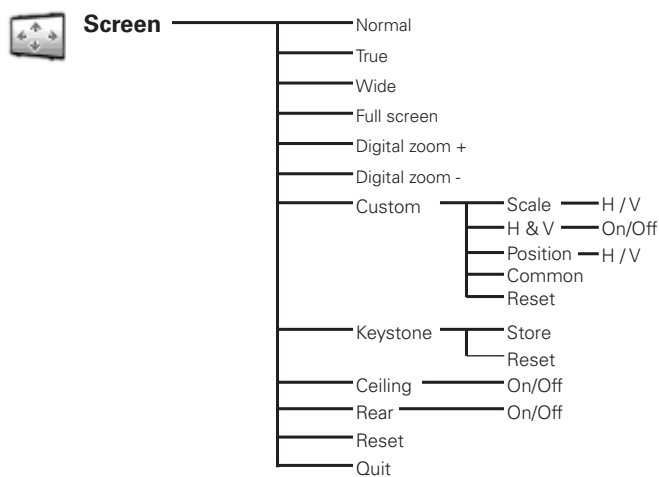 Screen
Normal
True
Wide
Full screen
Digital zoom +
Digital zoom -
Custom
Scale H / V
H & V On/Off
Position H / V
Common
Reset
Keystone Store
Reset
Ceiling On/Off
Rear On/Off
Reset
Quit